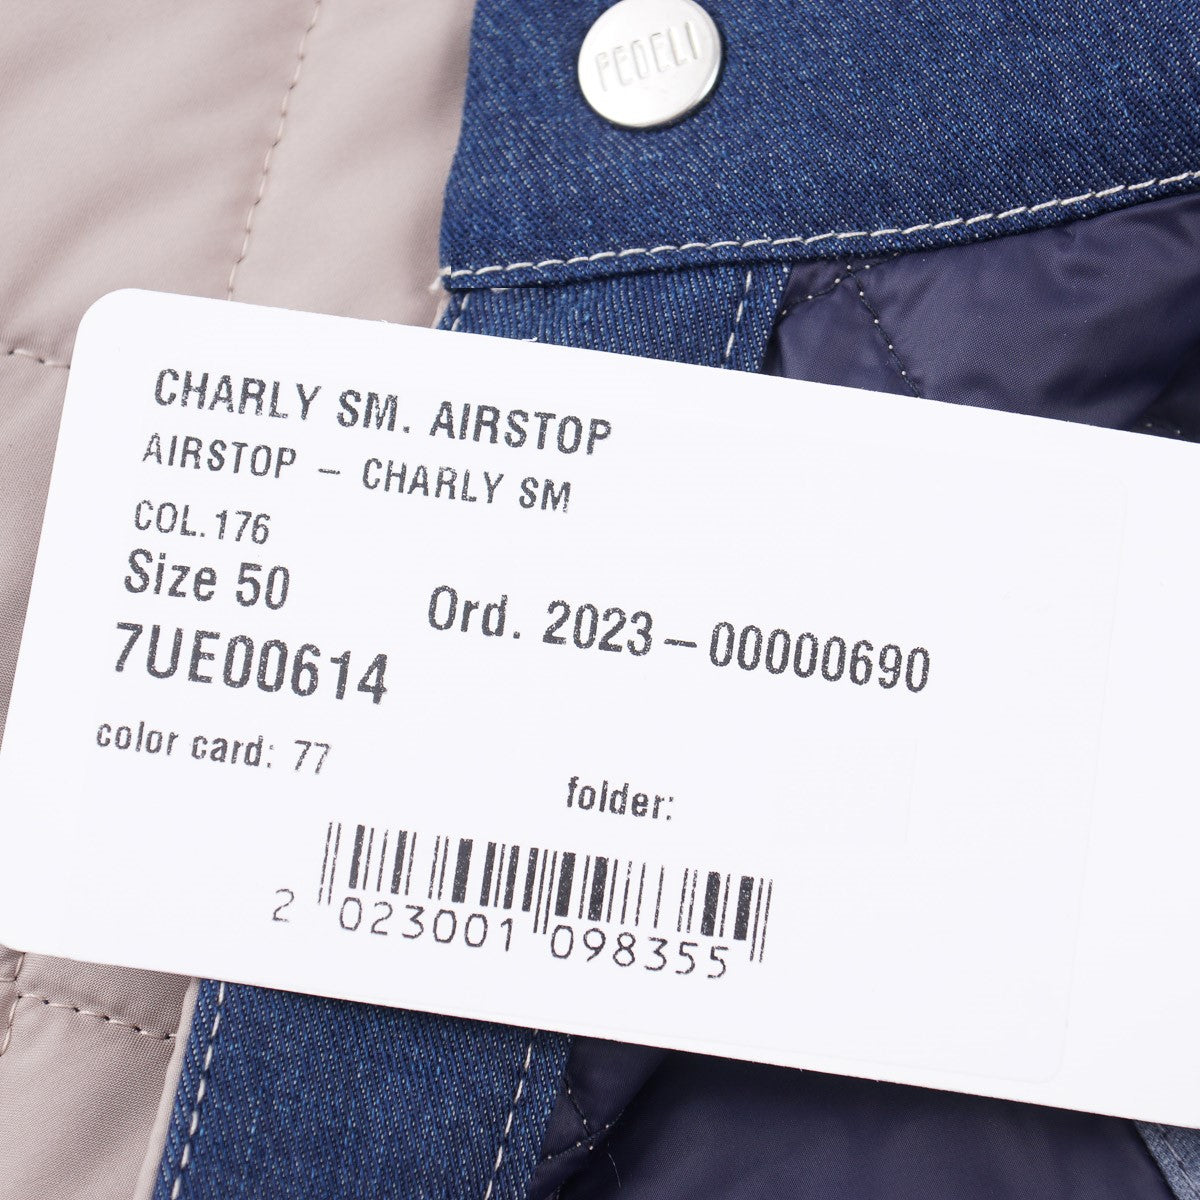 FEDELI
CHARLY SM. AIRSTOP
AIRSTOP - CHARLY SM
COL.176
Size 50
Ord. 2023-00000690
7UE00614
color card: 77
folder:
2 023001 098355